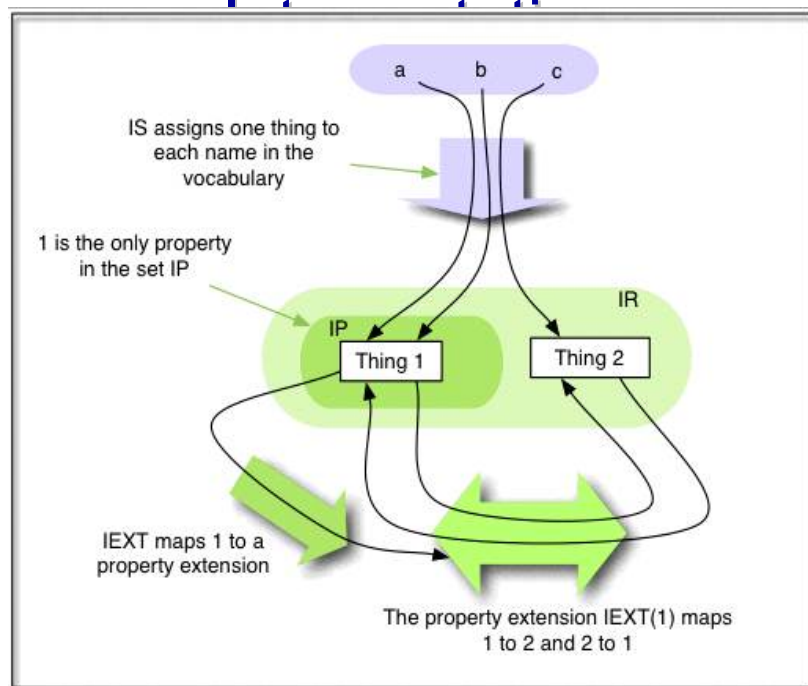 a b c
IS assigns one thing to
each name in the
vocabulary
1 is the only property
in the set IP
IR
IP
Thing 1 Thing 2
IEXT maps 1 to a
property extension
The property extension IEXT(1) maps
1 to 2 and 2 to 1